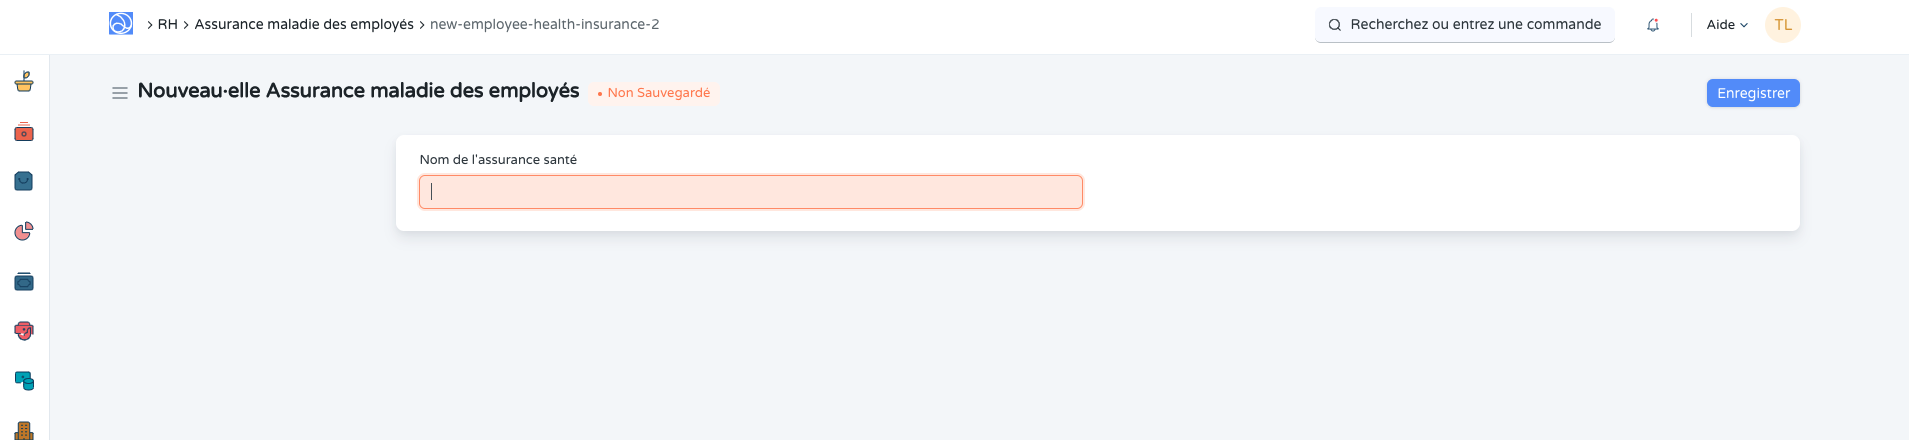 RH Assurance maladie des employés new-employee-health-insurance-2
Recherchez ou entrez une commande
Aide
TL
Nouveau·elle Assurance maladie des employés
Non Sauvegardé
Enregistrer
Nom de l'assurance santé